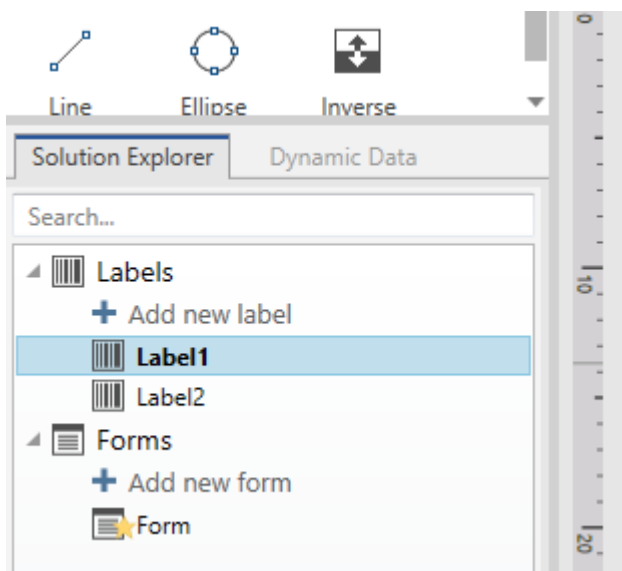 Line Ellipse Inverse
Solution Explorer Dynamic Data
Search...
Labels
Add new label
Label1
Label2
Forms
Add new form
Form
0
10
20